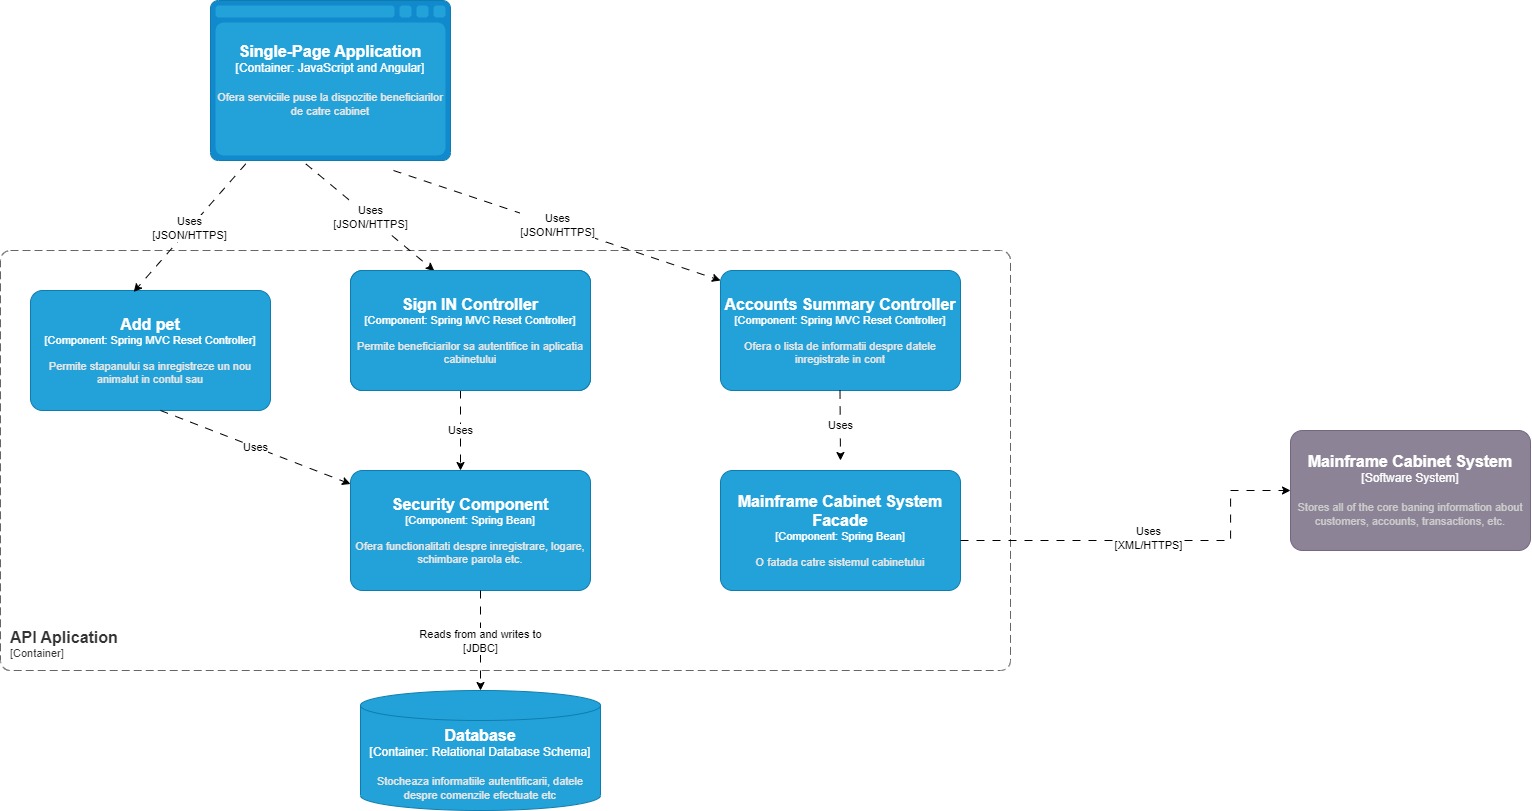 Single-Page Application
[Container: JavaScript and Angular]
Ofera serviciile puse la dispozitie beneficiarilor
de catre cabinet
Uses
[JSON/HTTPS]
Uses
[JSON/HTTPS]
Uses
[JSON/HTTPS]
Add pet
[Component: Spring MVC Reset Controller]
Permite stapanului sa inregistreze un nou
animalut in contul sau
Sign IN Controller
[Component: Spring MVC Reset Controller]
Permite beneficiarilor sa autentifice in aplicatia
cabinetului
Accounts Summary Controller
[Component: Spring MVC Reset Controller]
Ofera o lista de informatii despre datele
inregistrate in cont
Uses
Uses
Uses
Security Component
[Component: Spring Bean]
Ofera functionalitati despre inregistrare, logare,
schimbare parola etc.
Mainframe Cabinet System
Facade
[Component: Spring Bean]
O fatada catre sistemul cabinetului
Uses
[XML/HTTPS]
Mainframe Cabinet System
[Software System]
Stores all of the core baning information about
customers, accounts, transactions, etc.
API Aplication
[Container]
Reads from and writes to
[JDBC]
Database
[Container: Relational Database Schema]
Stocheaza informatiile autentificarii, datele
despre comenzile efectuate etc